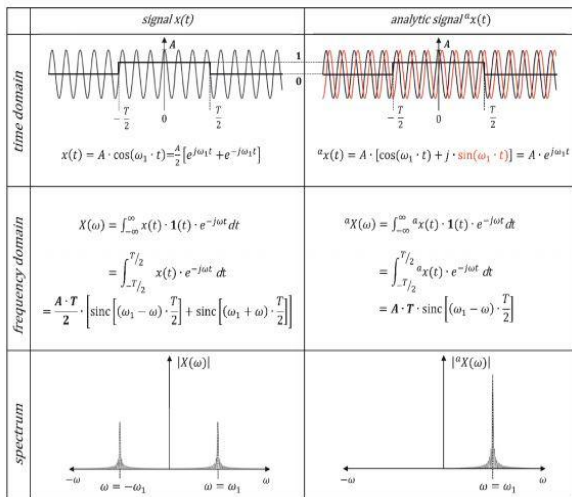 signal x(t)
analytic signal ᵃx(t)
time domain
A
1
0
−T/2 0 T/2
A
−T/2 0 T/2
x(t) = A · cos(ω₁ · t)=A/2[e^{jω₁t} + e^{−jω₁t}]
ᵃx(t) = A · [cos(ω₁ · t) + j · sin(ω₁ · t)] = A · e^{jω₁t}
frequency domain
X(ω) = ∫_{−∞}^{∞} x(t) · 1(t) · e^{−jωt} dt
= ∫_{−T/2}^{T/2} x(t) · e^{−jωt} dt
= A · T/2 · [sinc[(ω₁ − ω) · T/2] + sinc[(ω₁ + ω) · T/2]]
ᵃX(ω) = ∫_{−∞}^{∞} ᵃx(t) · 1(t) · e^{−jωt} dt
= ∫_{−T/2}^{T/2} ᵃx(t) · e^{−jωt} dt
= A · T · sinc[(ω₁ − ω) · T/2]
spectrum
|X(ω)|
−ω ω
ω = −ω₁ ω = ω₁
|ᵃX(ω)|
−ω ω
ω = ω₁